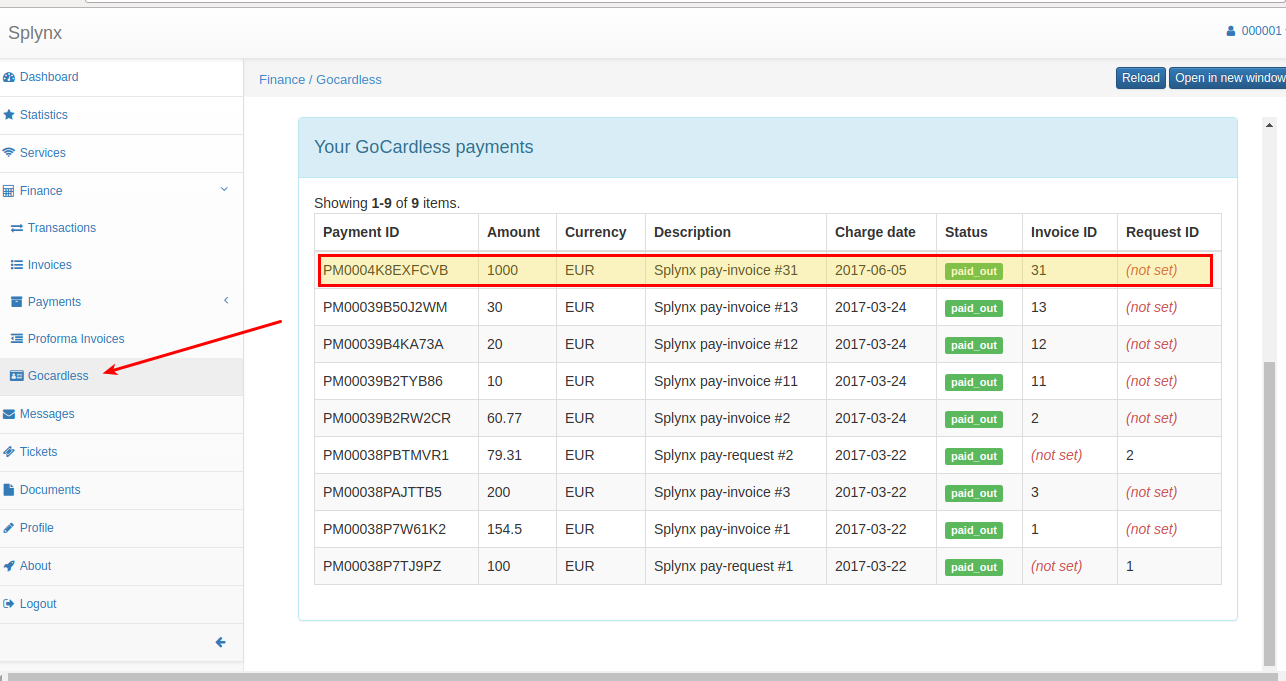 Splynx
000001
Dashboard
Finance / Gocardless
Reload
Open in new window
Statistics
Services
Finance
Transactions
Invoices
Payments
Proforma Invoices
Gocardless
Messages
Tickets
Documents
Profile
About
Logout
Your GoCardless payments
Showing 1-9 of 9 items.
Payment ID Amount Currency Description Charge date Status Invoice ID Request ID
PM0004K8EXFCVB 1000 EUR Splynx pay-invoice #31 2017-06-05 paid_out 31 (not set)
PM00039B50J2WM 30 EUR Splynx pay-invoice #13 2017-03-24 paid_out 13 (not set)
PM00039B4KA73A 20 EUR Splynx pay-invoice #12 2017-03-24 paid_out 12 (not set)
PM00039B2TYB86 10 EUR Splynx pay-invoice #11 2017-03-24 paid_out 11 (not set)
PM00039B2RW2CR 60.77 EUR Splynx pay-invoice #2 2017-03-24 paid_out 2 (not set)
PM00038PBTMVR1 79.31 EUR Splynx pay-request #2 2017-03-22 paid_out (not set) 2
PM00038PAJTTB5 200 EUR Splynx pay-invoice #3 2017-03-22 paid_out 3 (not set)
PM00038P7W61K2 154.5 EUR Splynx pay-invoice #1 2017-03-22 paid_out 1 (not set)
PM00038P7TJ9PZ 100 EUR Splynx pay-request #1 2017-03-22 paid_out (not set) 1